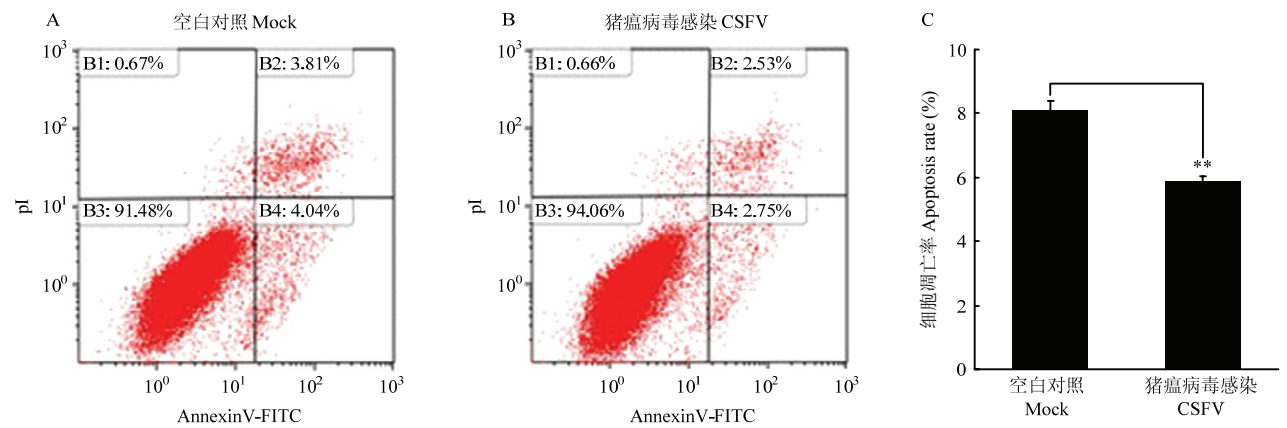 A
空白对照 Mock
10³
10²
10¹
10⁰
pI
B1: 0.67%
B2: 3.81%
B3: 91.48%
B4: 4.04%
10⁰
10¹
10²
10³
AnnexinV-FITC
B
猪瘟病毒感染 CSFV
10³
10²
10¹
10⁰
pI
B1: 0.66%
B2: 2.53%
B3: 94.06%
B4: 2.75%
10⁰
10¹
10²
10³
AnnexinV-FITC
C
细胞凋亡率 Apoptosis rate (%)
10
8
6
4
2
0
**
空白对照
Mock
猪瘟病毒感染
CSFV